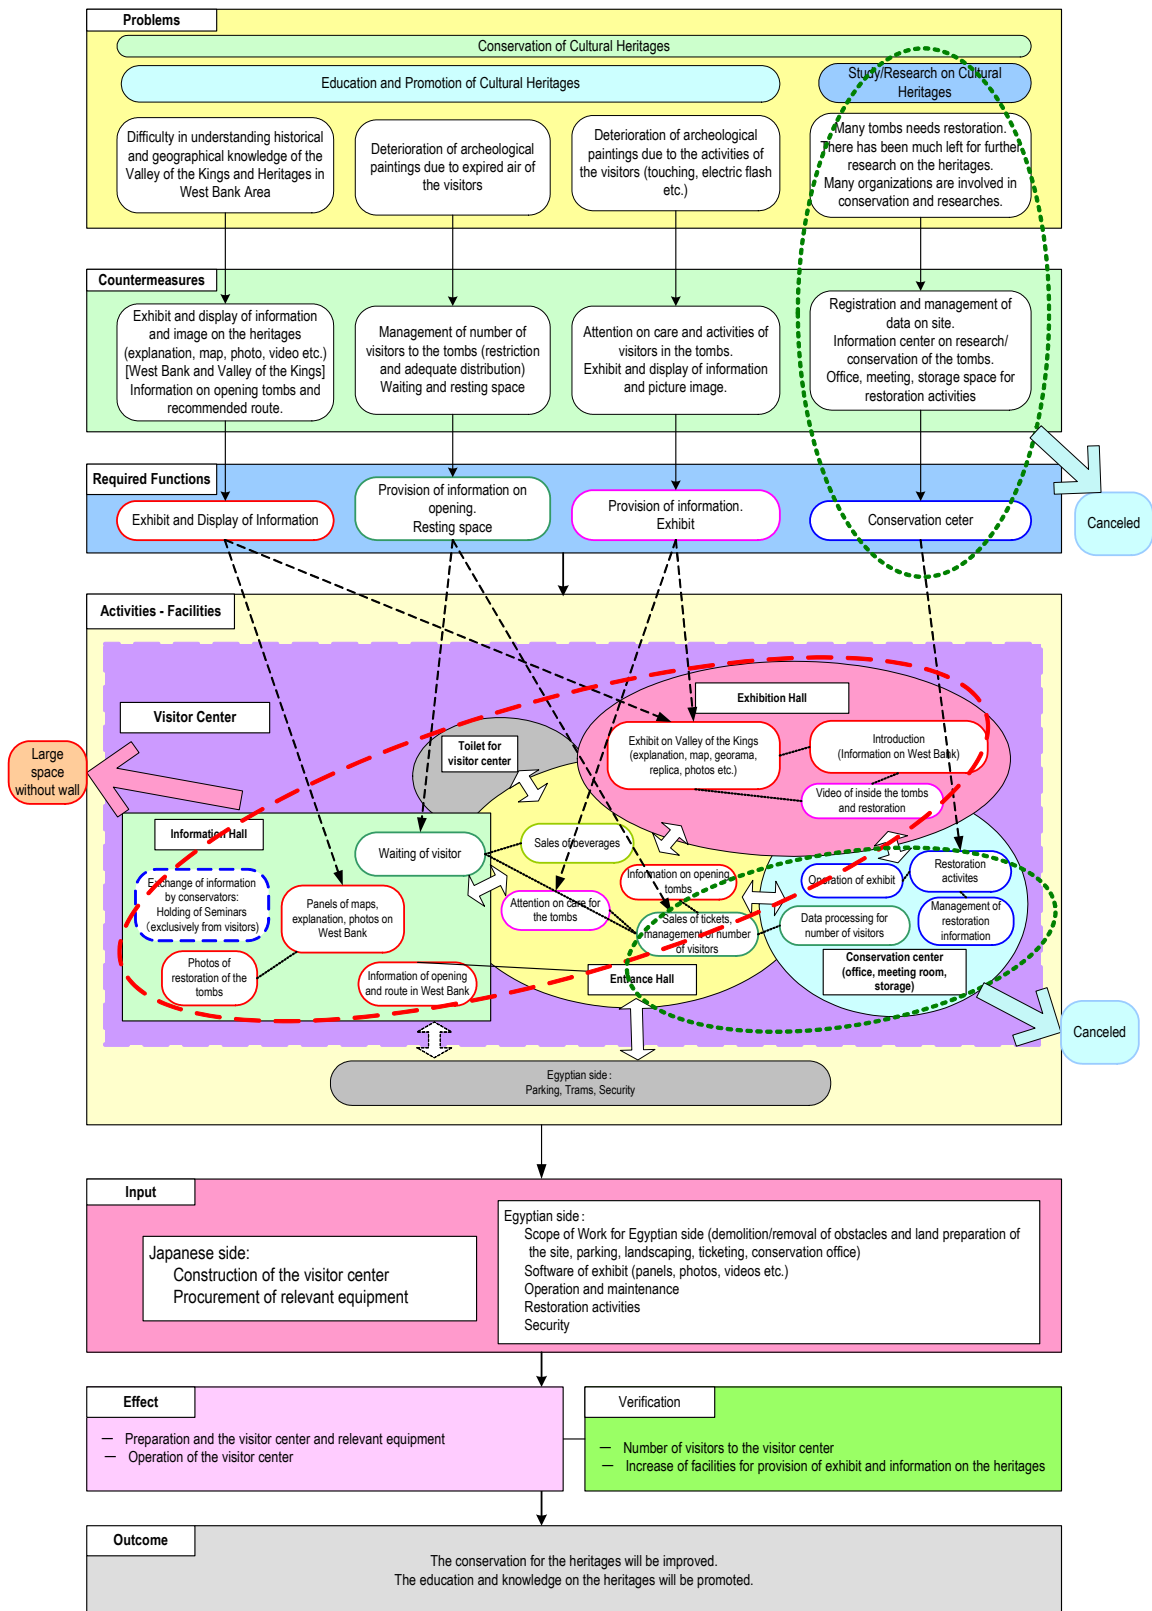 Problems
Conservation of Cultural Heritages
Education and Promotion of Cultural Heritages
Study/Research on Cultural
Heritages
Difficulty in understanding historical
and geographical knowledge of the
Valley of the Kings and Heritages in
West Bank Area
Deterioration of archeological
paintings due to expired air of
the visitors
Deterioration of archeological
paintings due to the activities of
the visitors (touching, electric flash
etc.)
Many tombs needs restoration.
There has been much left for further
research on the heritages.
Many organizations are involved in
conservation and researches.
Countermeasures
Exhibit and display of information
and image on the heritages
(explanation, map, photo, video etc.)
[West Bank and Valley of the Kings]
Information on opening tombs and
recommended route.
Management of number of
visitors to the tombs (restriction
and adequate distribution)
Waiting and resting space
Attention on care and activities of
visitors in the tombs.
Exhibit and display of information
and picture image.
Registration and management of
data on site.
Information center on research/
conservation of the tombs.
Office, meeting, storage space for
restoration activities
Required Functions
Exhibit and Display of Information
Provision of information on
opening.
Resting space
Provision of information.
Exhibit
Conservation ceter
Canceled
Activities - Facilities
Visitor Center
Large
space
without wall
Toilet for
visitor center
Exhibition Hall
Exhibit on Valley of the Kings
(explanation, map, georama,
replica, photos etc.)
Introduction
(Information on West Bank)
Video of inside the tombs
and restoration
Information Hall
Waiting of visitor
Sales of beverages
Exchange of information
by conservators:
Holding of Seminars
(exclusively from visitors)
Panels of maps,
explanation, photos on
West Bank
Photos of
restoration of the
tombs
Information of opening
and route in West Bank
Attention on care for
the tombs
Information on opening
tombs
Sales of tickets,
management of number
of visitors
Entrance Hall
Operation of exhibit
Restoration
activites
Data processing for
number of visitors
Management of
restoration
information
Conservation center
(office, meeting room,
storage)
Canceled
Egyptian side:
Parking, Trams, Security
Input
Japanese side:
Construction of the visitor center
Procurement of relevant equipment
Egyptian side:
Scope of Work for Egyptian side (demolition/removal of obstacles and land preparation of
the site, parking, landscaping, ticketing, conservation office)
Software of exhibit (panels, photos, videos etc.)
Operation and maintenance
Restoration activities
Security
Effect
— Preparation and the visitor center and relevant equipment
— Operation of the visitor center
Verification
— Number of visitors to the visitor center
— Increase of facilities for provision of exhibit and information on the heritages
Outcome
The conservation for the heritages will be improved.
The education and knowledge on the heritages will be promoted.